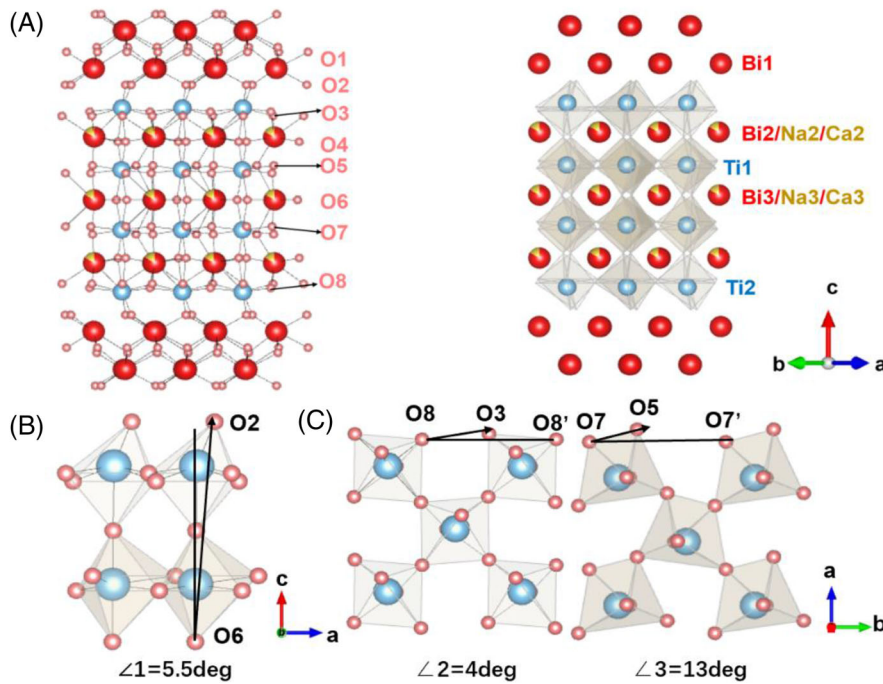 (A)
O1
O2
O3
O4
O5
O6
O7
O8
Bi1
Bi2/Na2/Ca2
Ti1
Bi3/Na3/Ca3
Ti2
c
b
a
(B)
O2
O6
c
a
∠1=5.5deg
(C)
O8 O3 O8’
O7 O5 O7’
a
b
∠2=4deg
∠3=13deg